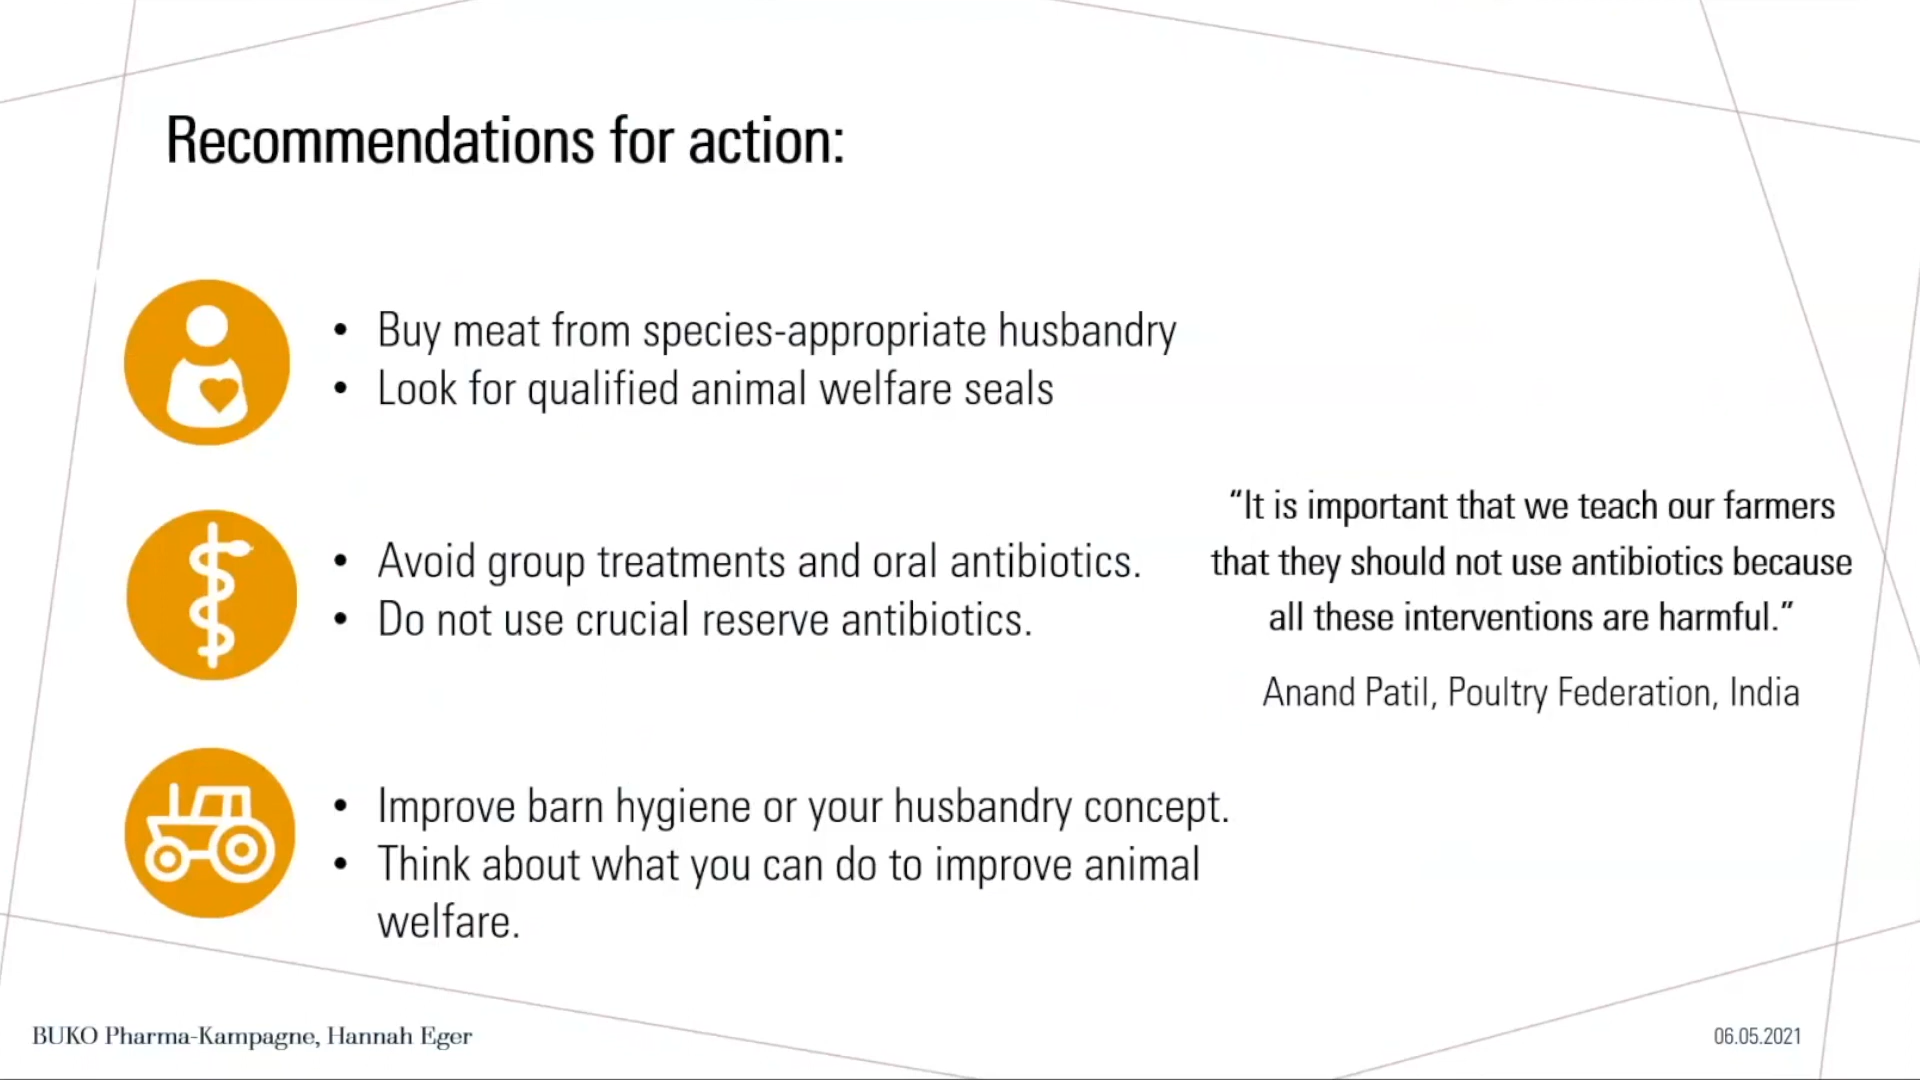 Recommendations for action:
• Buy meat from species-appropriate husbandry
• Look for qualified animal welfare seals
• Avoid group treatments and oral antibiotics.
• Do not use crucial reserve antibiotics.
“It is important that we teach our farmers
that they should not use antibiotics because
all these interventions are harmful.”
Anand Patil, Poultry Federation, India
• Improve barn hygiene or your husbandry concept.
• Think about what you can do to improve animal
welfare.
BUKO Pharma-Kampagne, Hannah Eger
06.05.2021